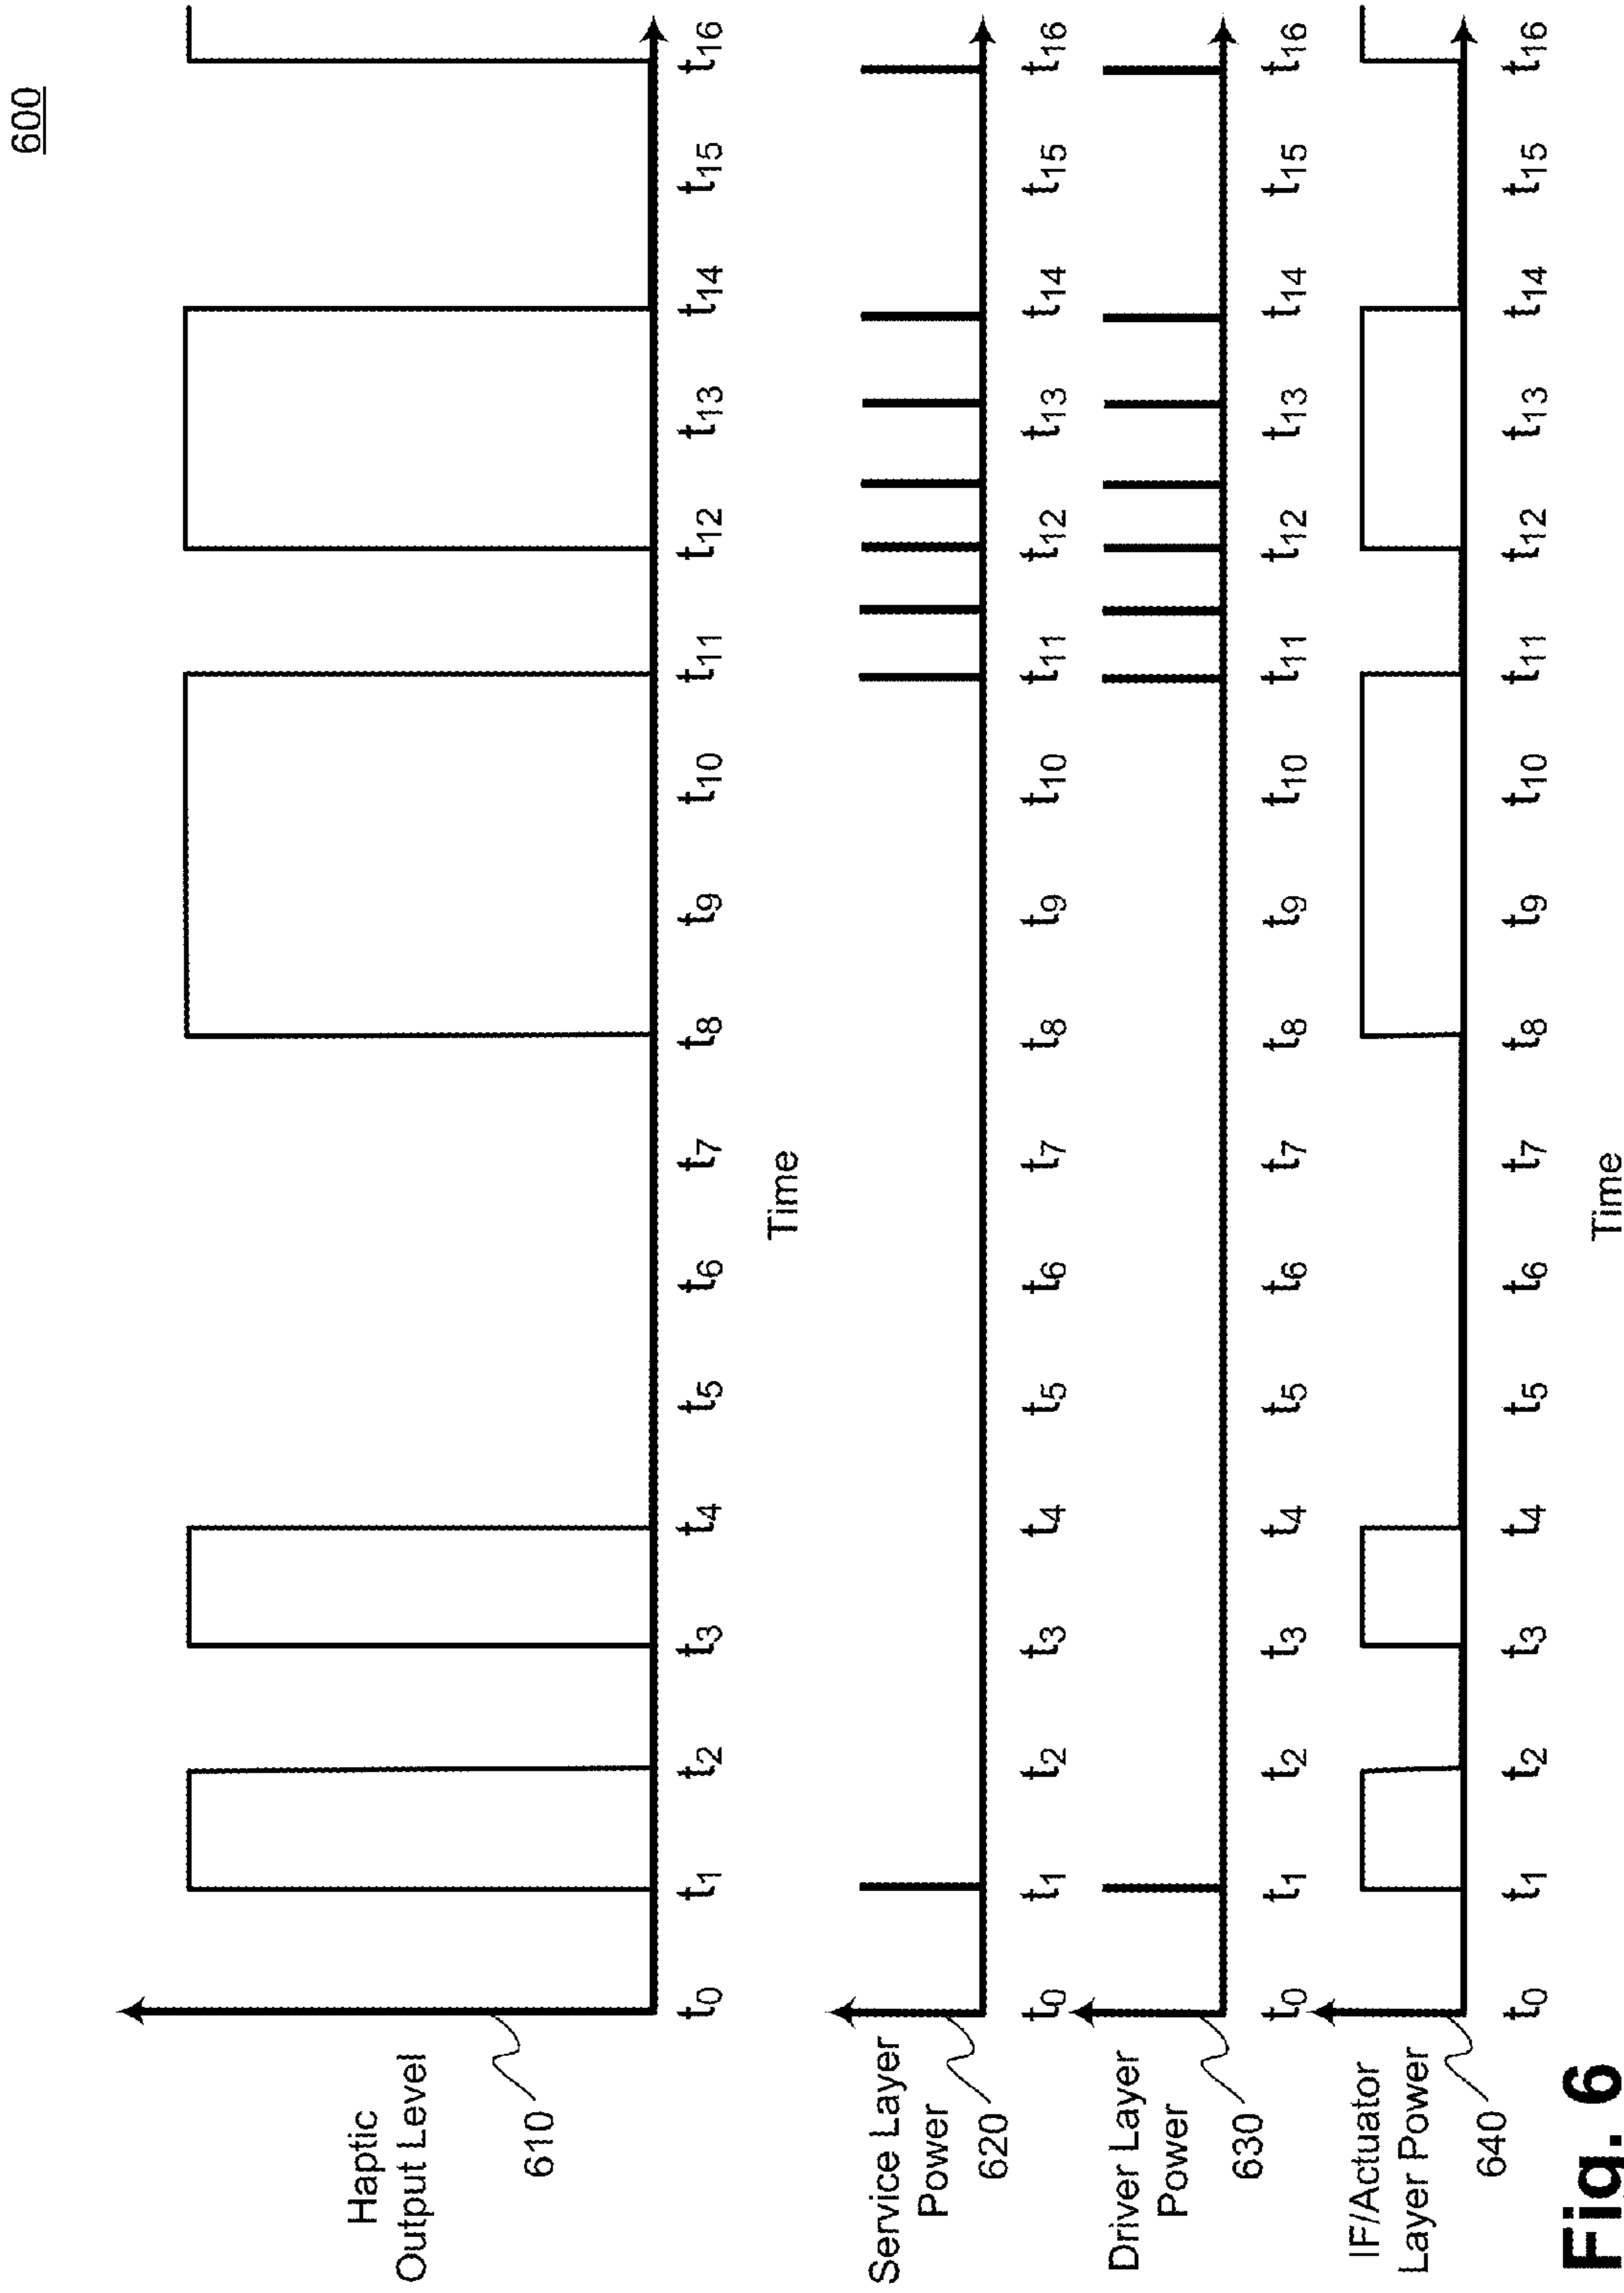 600
Haptic
Output Level
610
t0 t1 t2 t3 t4 t5 t6 t7 t8 t9 t10 t11 t12 t13 t14 t15 t16
Time
Service Layer
Power
620
t0 t1 t2 t3 t4 t5 t6 t7 t8 t9 t10 t11 t12 t13 t14 t15 t16
Driver Layer
Power
630
t0 t1 t2 t3 t4 t5 t6 t7 t8 t9 t10 t11 t12 t13 t14 t15 t16
IF/Actuator
Layer Power
640
t0 t1 t2 t3 t4 t5 t6 t7 t8 t9 t10 t11 t12 t13 t14 t15 t16
Time
Fig. 6